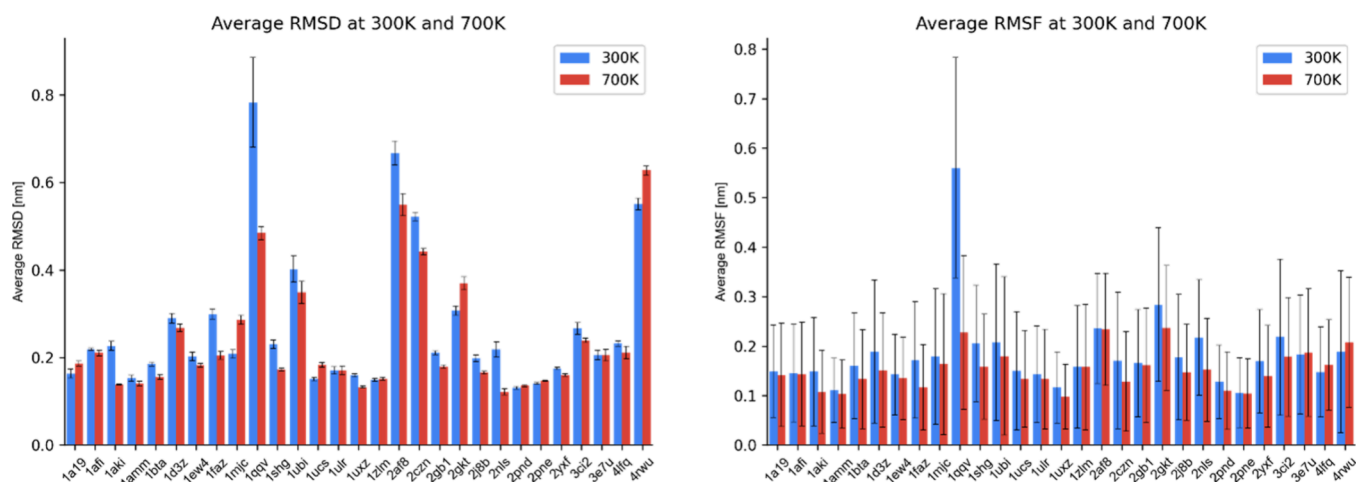 Average RMSD at 300K and 700K
300K
700K
Average RMSD [nm]
0.8
0.6
0.4
0.2
0.0
1a19 1afi 1aki 1amm 1bta 1d3z 1ew4 1faz 1mjc 1qqv 1shg 1ubi 1ucs 1ulr 1uxz 1zlm 2af8 2czn 2gb1 2gkt 2j8b 2nls 2pnd 2pne 2yxf 3ci2 3e7u 4lfq 4rwu
Average RMSF at 300K and 700K
300K
700K
Average RMSF [nm]
0.8
0.7
0.6
0.5
0.4
0.3
0.2
0.1
0.0
1a19 1afi 1aki 1amm 1bta 1d3z 1ew4 1faz 1mjc 1qqv 1shg 1ubi 1ucs 1ulr 1uxz 1zlm 2af8 2czn 2gb1 2gkt 2j8b 2nls 2pnd 2pne 2yxf 3ci2 3e7u 4lfq 4rwu